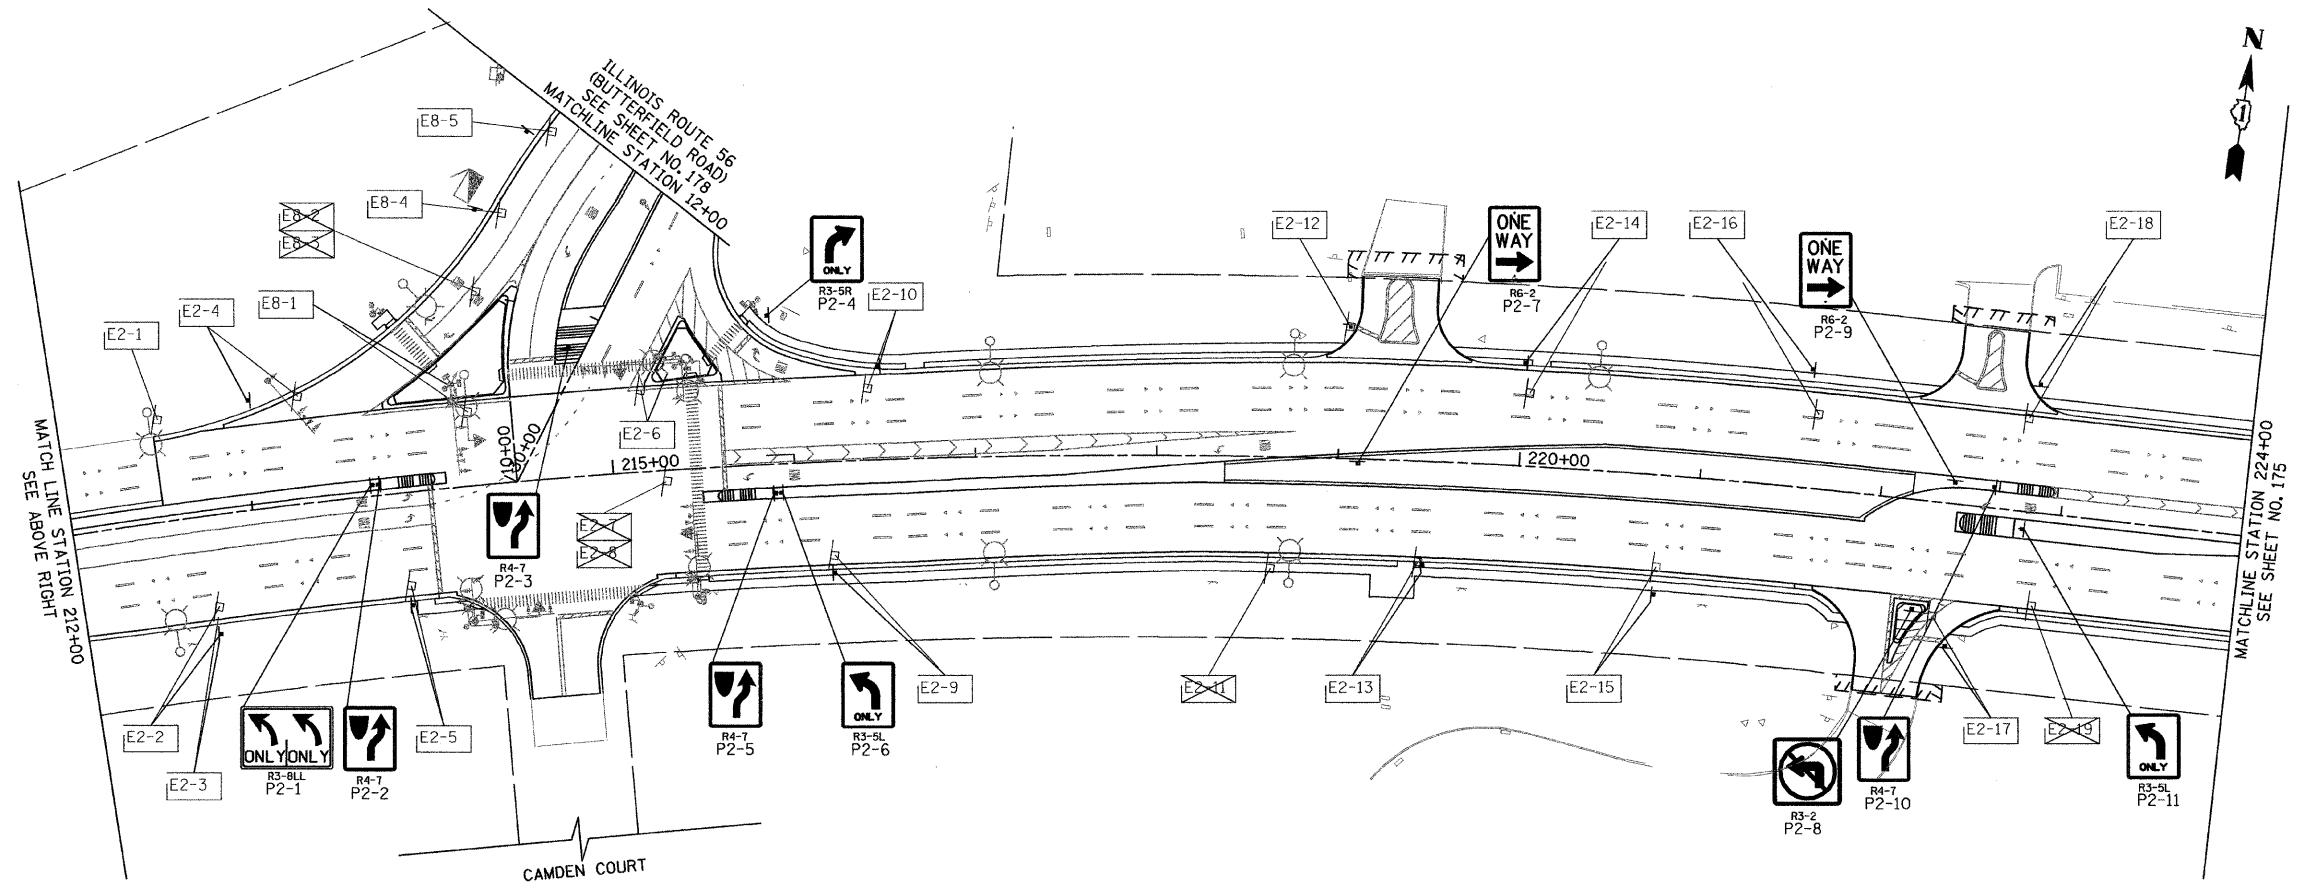 N
1
ILLINOIS ROUTE 56
(BUTTERFIELD ROAD)
SEE SHEET NO. 178
MATCHLINE STATION 12+00
E8-5
E8-4
E8-2
E8-3
E8-1
E2-4
E2-1
ONLY
R3-5R
P2-4
E2-10
E2-12
ONE
WAY
R6-2
P2-7
E2-14
E2-16
ONE
WAY
R6-2
P2-9
E2-18
MATCH LINE STATION 212+00
SEE ABOVE RIGHT
10+00
E2-6
215+00
220+00
MATCHLINE STATION 224+00
SEE SHEET NO. 175
R4-7
P2-3
E2-7
E2-8
E2-2
E2-3
ONLY ONLY
R3-8LL
P2-1
R4-7
P2-2
E2-5
R4-7
P2-5
ONLY
R3-5L
P2-6
E2-9
E2-11
E2-13
E2-15
R3-2
P2-8
R4-7
P2-10
E2-17
E2-19
ONLY
R3-5L
P2-11
CAMDEN COURT